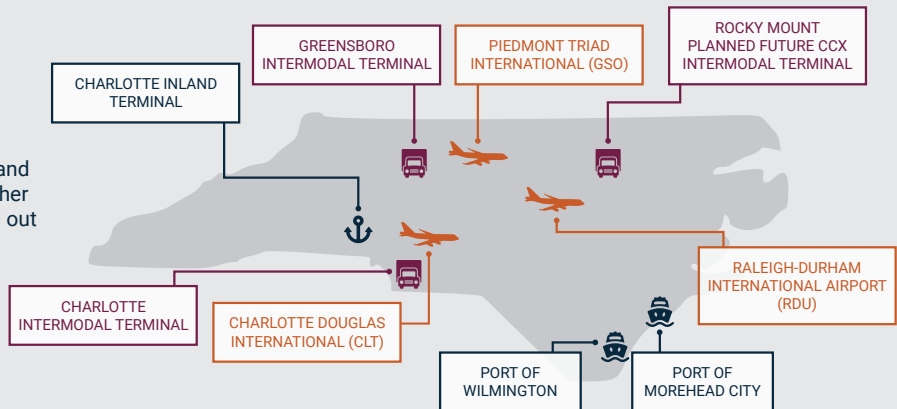 GREENSBORO
INTERMODAL TERMINAL
PIEDMONT TRIAD
INTERNATIONAL (GSO)
ROCKY MOUNT
PLANNED FUTURE CCX
INTERMODAL TERMINAL
CHARLOTTE INLAND
TERMINAL
and
her
out
CHARLOTTE
INTERMODAL TERMINAL
CHARLOTTE DOUGLAS
INTERNATIONAL (CLT)
RALEIGH-DURHAM
INTERNATIONAL AIRPORT
(RDU)
PORT OF
WILMINGTON
PORT OF
MOREHEAD CITY